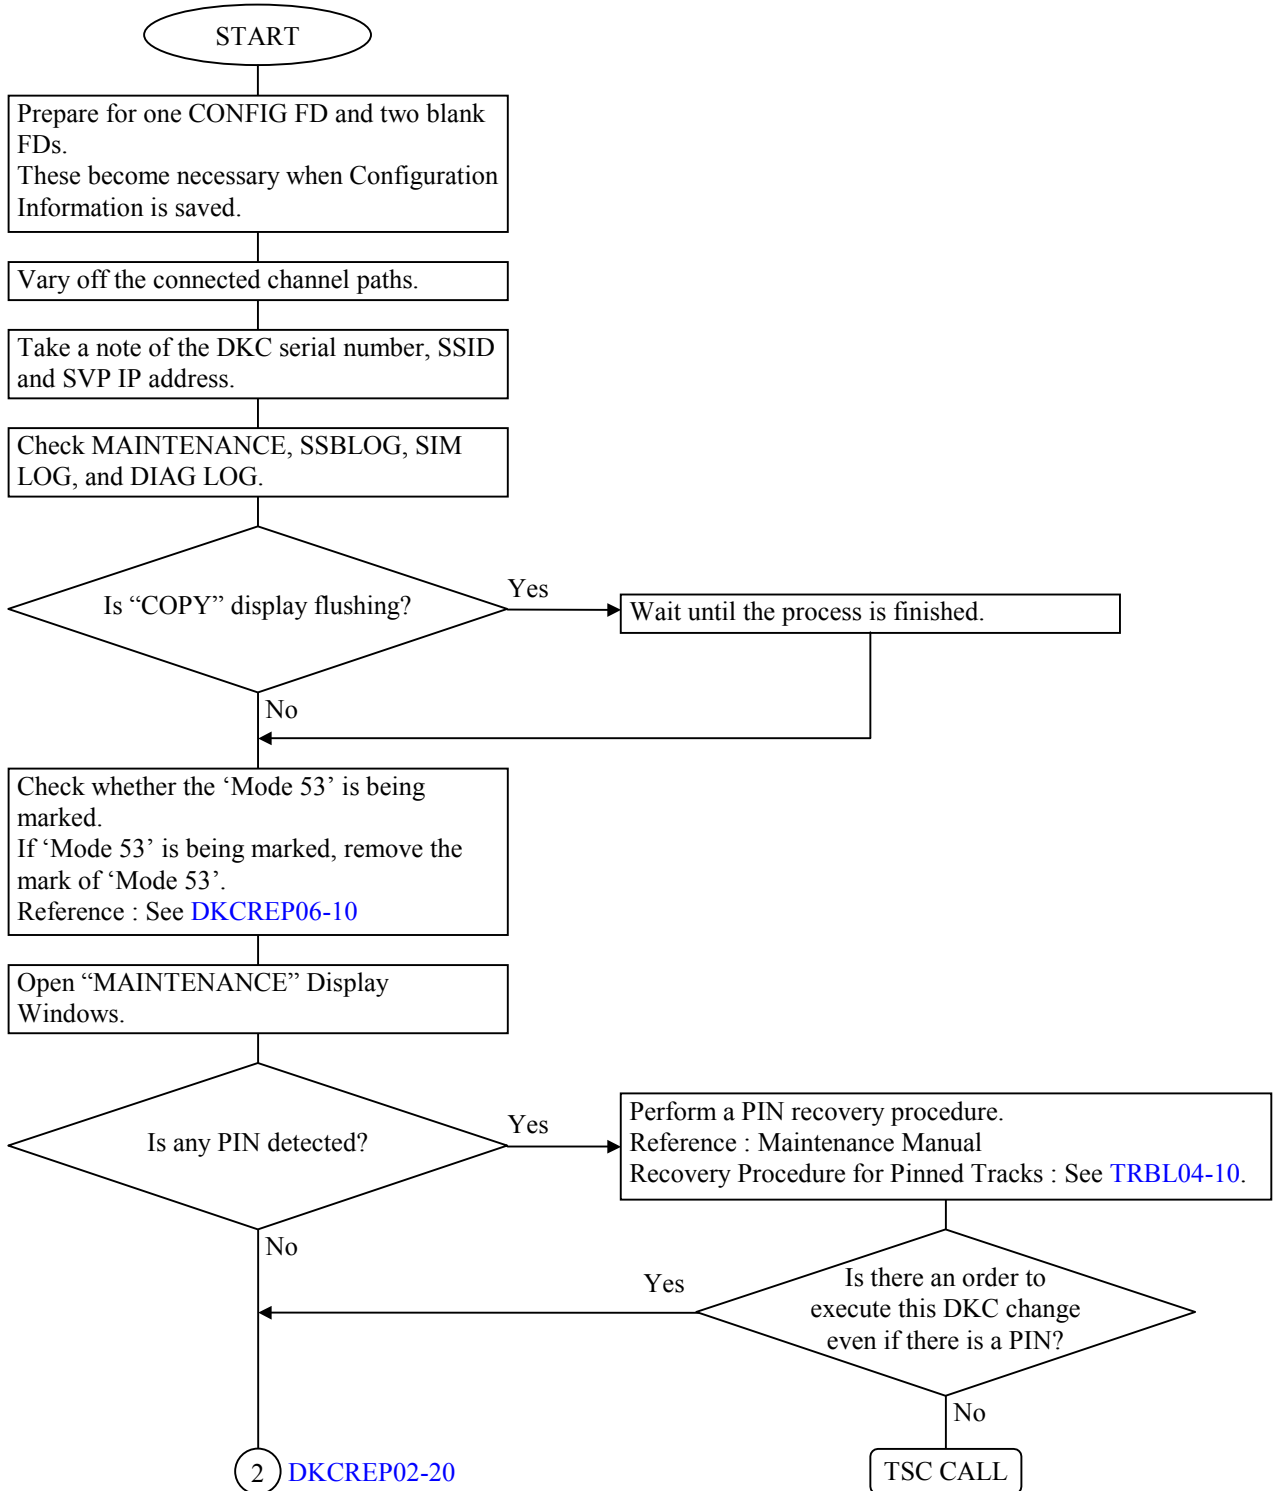 START
Prepare for one CONFIG FD and two blank
FDs.
These become necessary when Configuration
Information is saved.
Vary off the connected channel paths.
Take a note of the DKC serial number, SSID
and SVP IP address.
Check MAINTENANCE, SSBLOG, SIM
LOG, and DIAG LOG.
Is “COPY” display flushing?
Yes
Wait until the process is finished.
No
Check whether the ‘Mode 53’ is being
marked.
If ‘Mode 53’ is being marked, remove the
mark of ‘Mode 53’.
Reference : See DKCREP06-10
Open “MAINTENANCE” Display
Windows.
Is any PIN detected?
Yes
Perform a PIN recovery procedure.
Reference : Maintenance Manual
Recovery Procedure for Pinned Tracks : See TRBL04-10.
No
Yes
Is there an order to
execute this DKC change
even if there is a PIN?
No
2 DKCREP02-20
TSC CALL